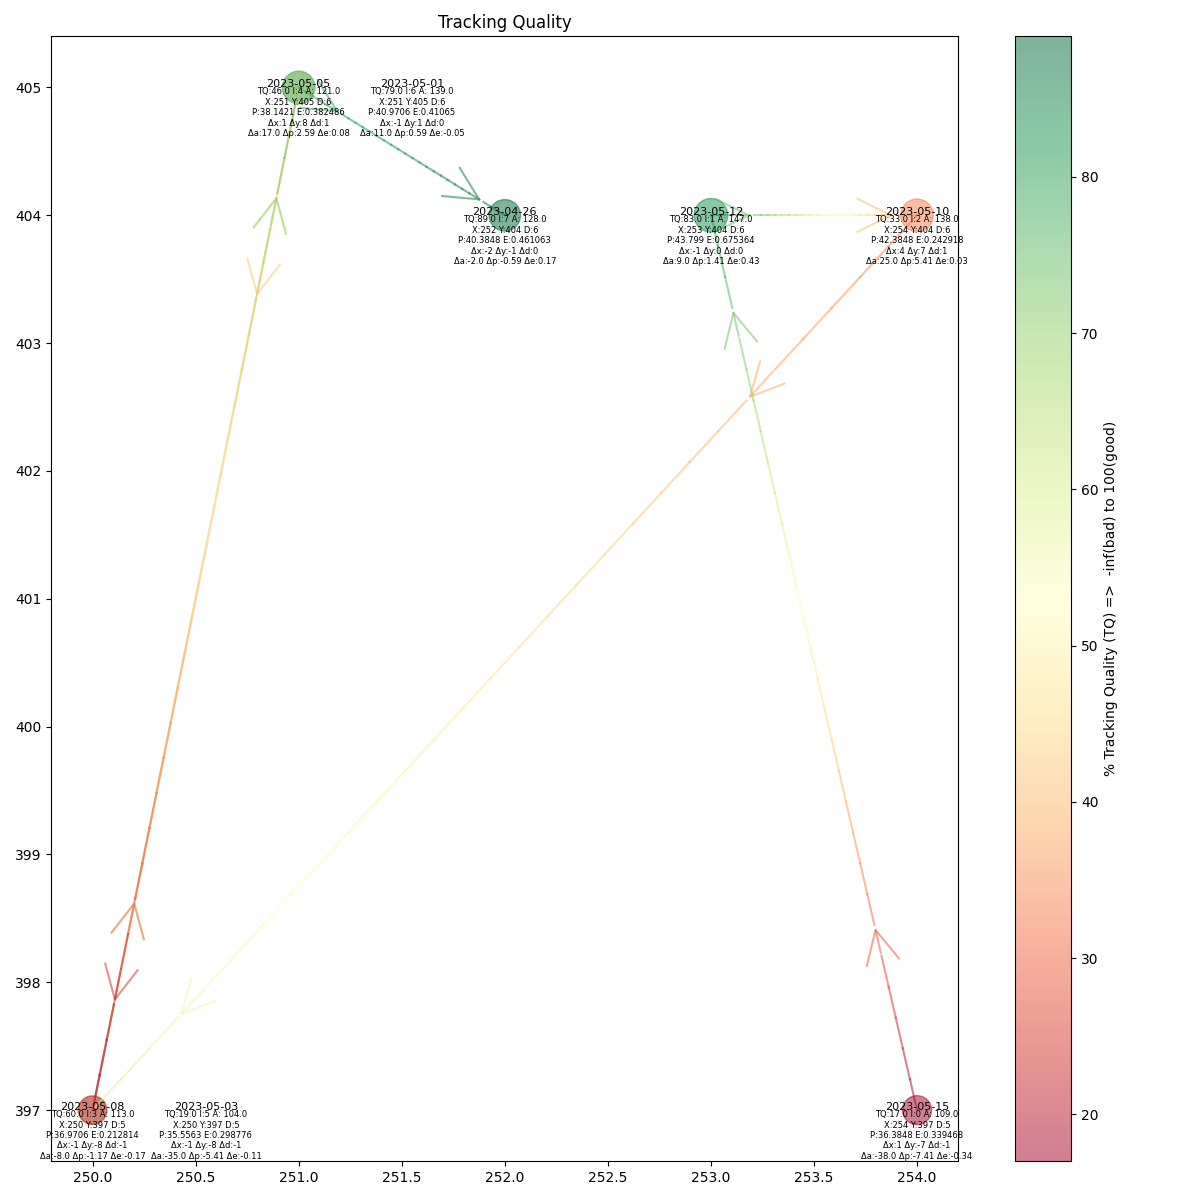 Tracking Quality
405
404
403
402
401
400
399
398
397
2023-05-05
TQ:46.0 I:4 A: 121.0
X:251 Y:405 D:6
P:38.1421 E:0.382486
Δx:1 Δy:8 Δd:1
Δa:17.0 Δp:2.59 Δe:0.08
2023-05-01
TQ:79.0 I:6 A: 139.0
X:251 Y:405 D:6
P:40.9706 E:0.41065
Δx:-1 Δy:1 Δd:0
Δa:11.0 Δp:0.59 Δe:-0.05
2023-04-26
TQ:89.0 I:7 A: 128.0
X:252 Y:404 D:6
P:40.3848 E:0.461063
Δx:-2 Δy:-1 Δd:0
Δa:-2.0 Δp:-0.59 Δe:0.17
2023-05-12
TQ:83.0 I:1 A: 147.0
X:253 Y:404 D:6
P:43.799 E:0.675364
Δx:-1 Δy:0 Δd:0
Δa:9.0 Δp:1.41 Δe:0.43
2023-05-10
TQ:33.0 I:2 A: 138.0
X:254 Y:404 D:6
P:42.3848 E:0.242918
Δx:4 Δy:7 Δd:1
Δa:25.0 Δp:5.41 Δe:0.03
2023-05-08
TQ:60.0 I:3 A: 113.0
X:250 Y:397 D:5
P:36.9706 E:0.212814
Δx:-1 Δy:-8 Δd:-1
Δa:-8.0 Δp:-1.17 Δe:-0.17
2023-05-03
TQ:19.0 I:5 A: 104.0
X:250 Y:397 D:5
P:35.5563 E:0.298776
Δx:-1 Δy:-8 Δd:-1
Δa:-35.0 Δp:-5.41 Δe:-0.11
2023-05-15
TQ:17.0 I:0 A: 109.0
X:254 Y:397 D:5
P:36.3848 E:0.339468
Δx:1 Δy:-7 Δd:-1
Δa:-38.0 Δp:-7.41 Δe:-0.34
250.0
250.5
251.0
251.5
252.0
252.5
253.0
253.5
254.0
80
70
60
50
40
30
20
% Tracking Quality (TQ) => -inf(bad) to 100(good)